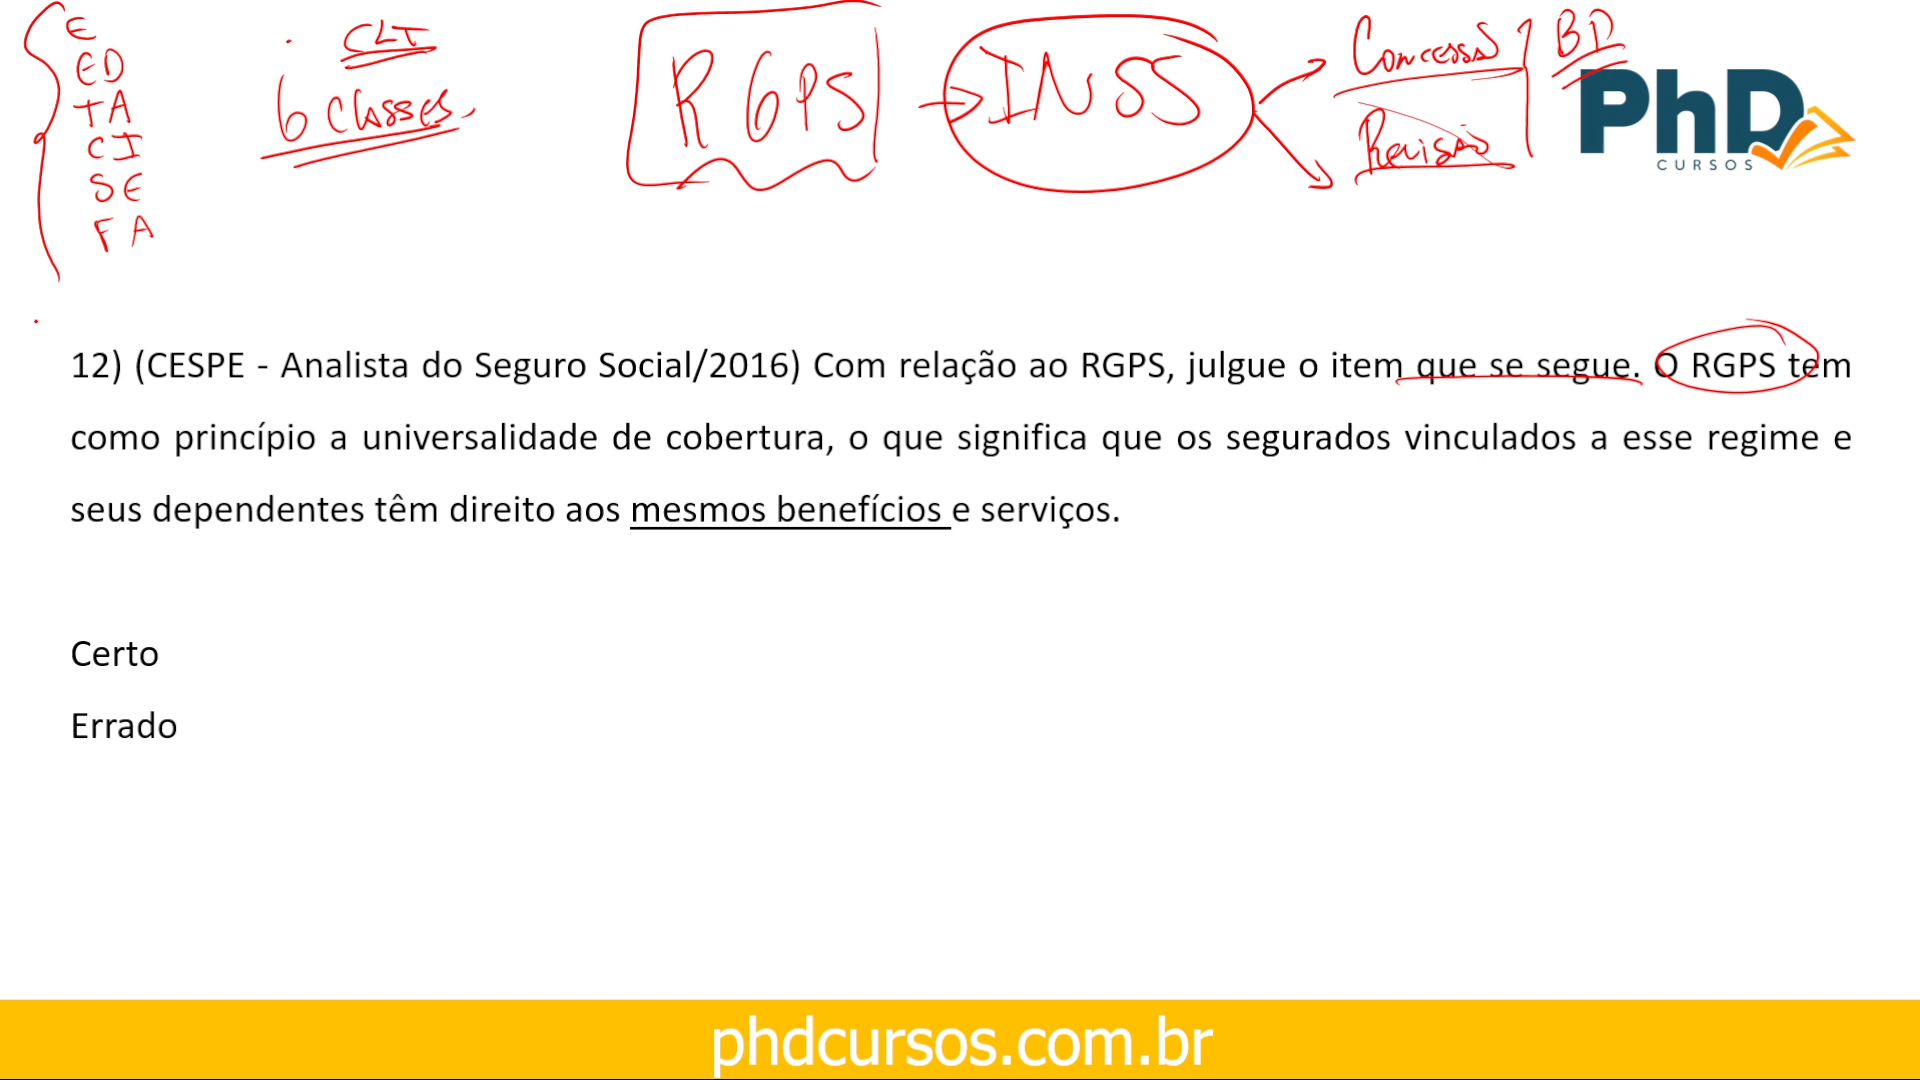 E
ED
TA
CI
SE
FA
CLT
6 Classes.
RGPS
INSS
Concessão
Revisão
BP
PhD
CURSOS
12) (CESPE - Analista do Seguro Social/2016) Com relação ao RGPS, julgue o item que se segue. O RGPS tem
como princípio a universalidade de cobertura, o que significa que os segurados vinculados a esse regime e
seus dependentes têm direito aos mesmos benefícios e serviços.
Certo
Errado
phdcursos.com.br